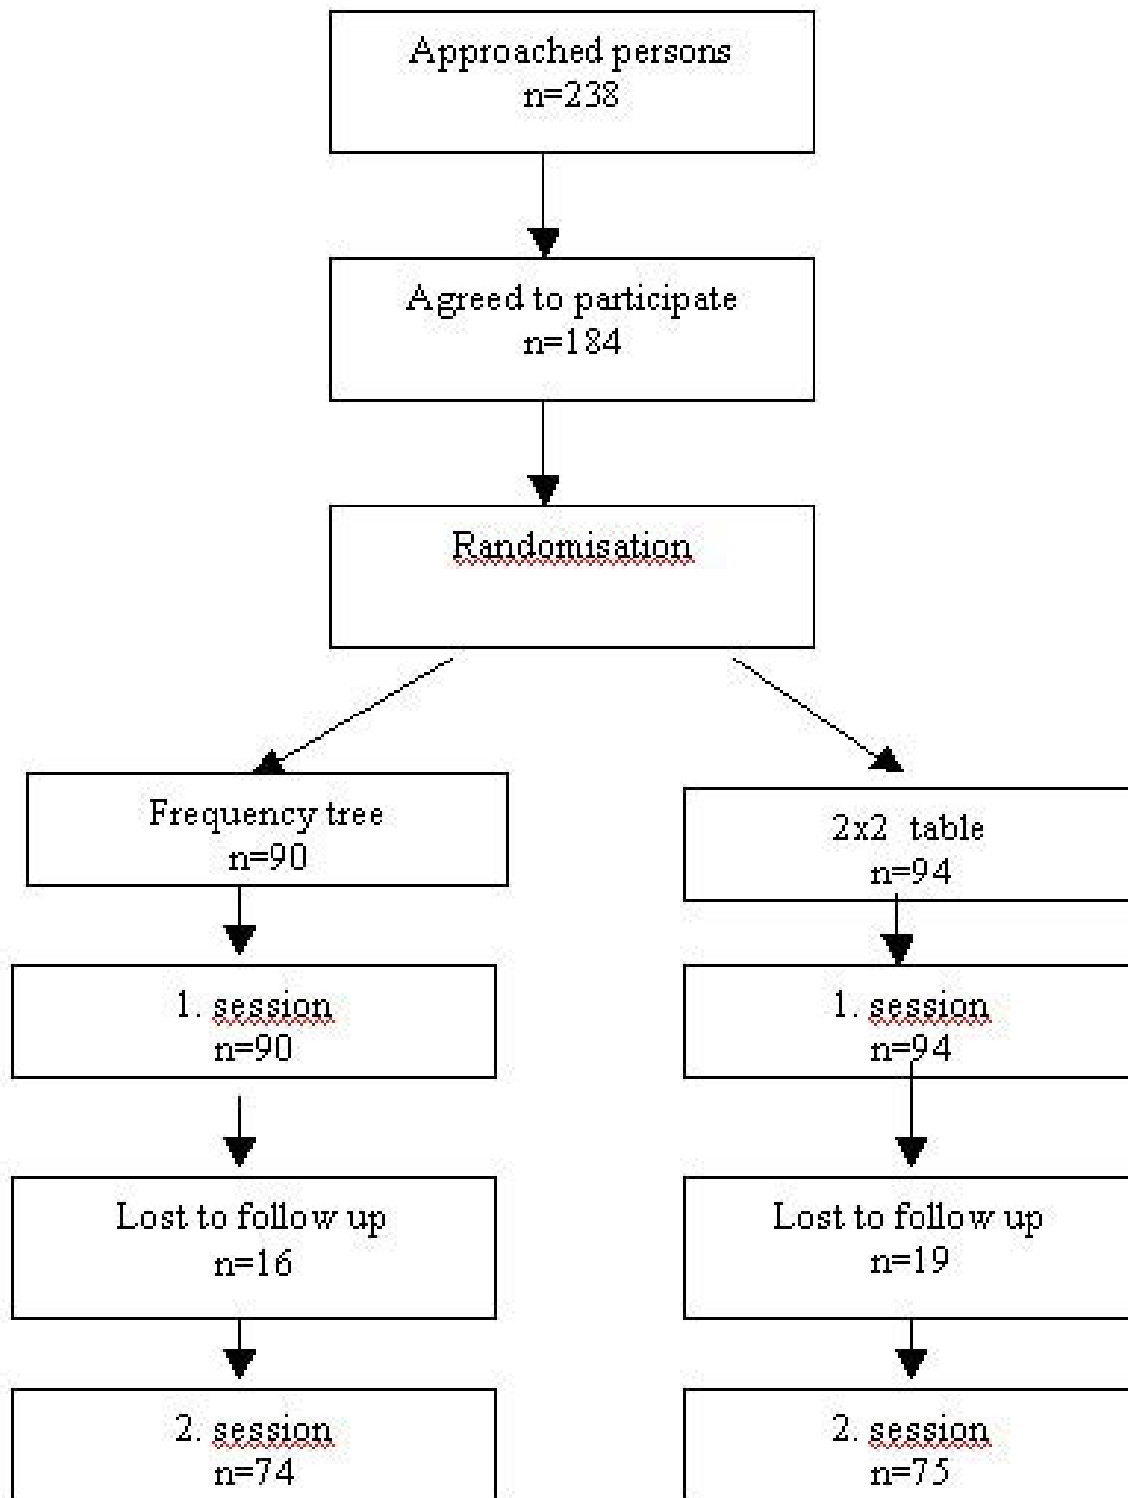 Approached persons
n=238
Agreed to participate
n=184
Randomisation
Frequency tree
n=90
2x2 table
n=94
1. session
n=90
1. session
n=94
Lost to follow up
n=16
Lost to follow up
n=19
2. session
n=74
2. session
n=75